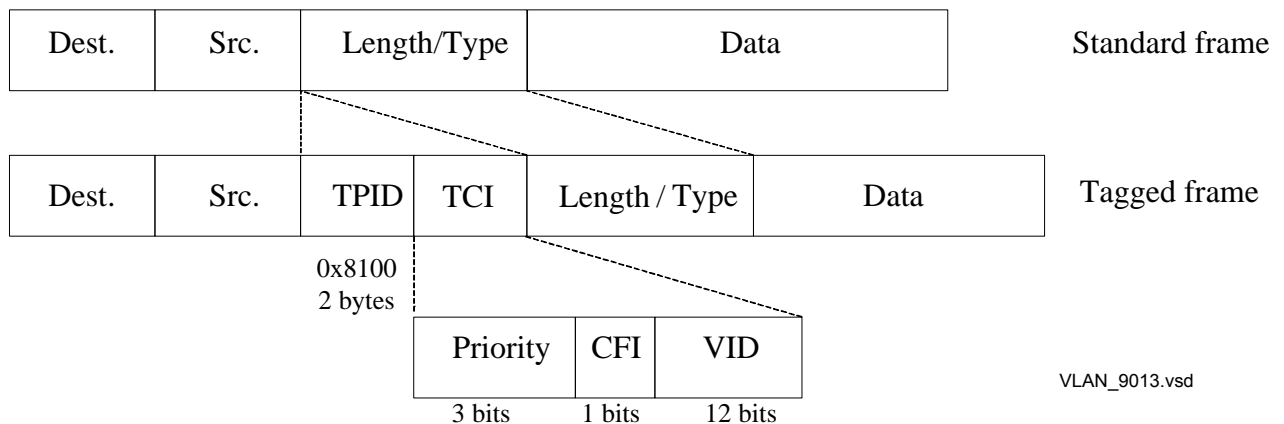 Dest. Src. Length/Type Data Standard frame
Dest. Src. TPID TCI Length / Type Data Tagged frame
0x8100
2 bytes
Priority CFI VID
3 bits 1 bits 12 bits
VLAN_9013.vsd